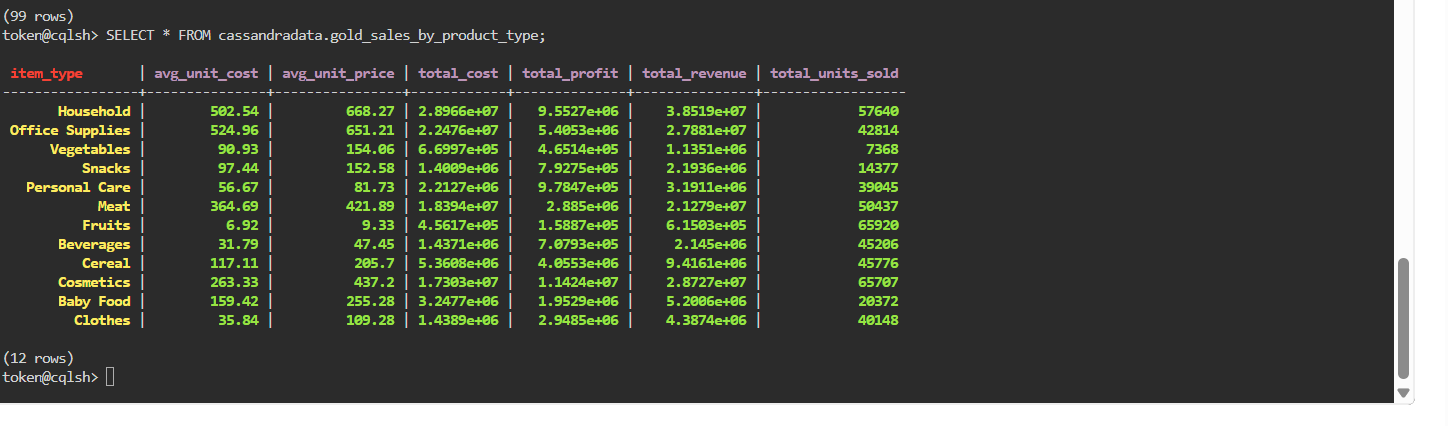 (99 rows)
token@cqlsh> SELECT * FROM cassandradata.gold_sales_by_product_type;
item_type | avg_unit_cost | avg_unit_price | total_cost | total_profit | total_revenue | total_units_sold
-----------------+---------------+----------------+------------+--------------+---------------+------------------
Household | 502.54 | 668.27 | 2.8966e+07 | 9.5527e+06 | 3.8519e+07 | 57640
Office Supplies | 524.96 | 651.21 | 2.2476e+07 | 5.4053e+06 | 2.7881e+07 | 42814
Vegetables | 90.93 | 154.06 | 6.6997e+05 | 4.6514e+05 | 1.1351e+06 | 7368
Snacks | 97.44 | 152.58 | 1.4009e+06 | 7.9275e+05 | 2.1936e+06 | 14377
Personal Care | 56.67 | 81.73 | 2.2127e+06 | 9.7847e+05 | 3.1911e+06 | 39045
Meat | 364.69 | 421.89 | 1.8394e+07 | 2.885e+06 | 2.1279e+07 | 50437
Fruits | 6.92 | 9.33 | 4.5617e+05 | 1.5887e+05 | 6.1503e+05 | 65920
Beverages | 31.79 | 47.45 | 1.4371e+06 | 7.0793e+05 | 2.145e+06 | 45206
Cereal | 117.11 | 205.7 | 5.3608e+06 | 4.0553e+06 | 9.4161e+06 | 45776
Cosmetics | 263.33 | 437.2 | 1.7303e+07 | 1.1424e+07 | 2.8727e+07 | 65707
Baby Food | 159.42 | 255.28 | 3.2477e+06 | 1.9529e+06 | 5.2006e+06 | 20372
Clothes | 35.84 | 109.28 | 1.4389e+06 | 2.9485e+06 | 4.3874e+06 | 40148
(12 rows)
token@cqlsh>